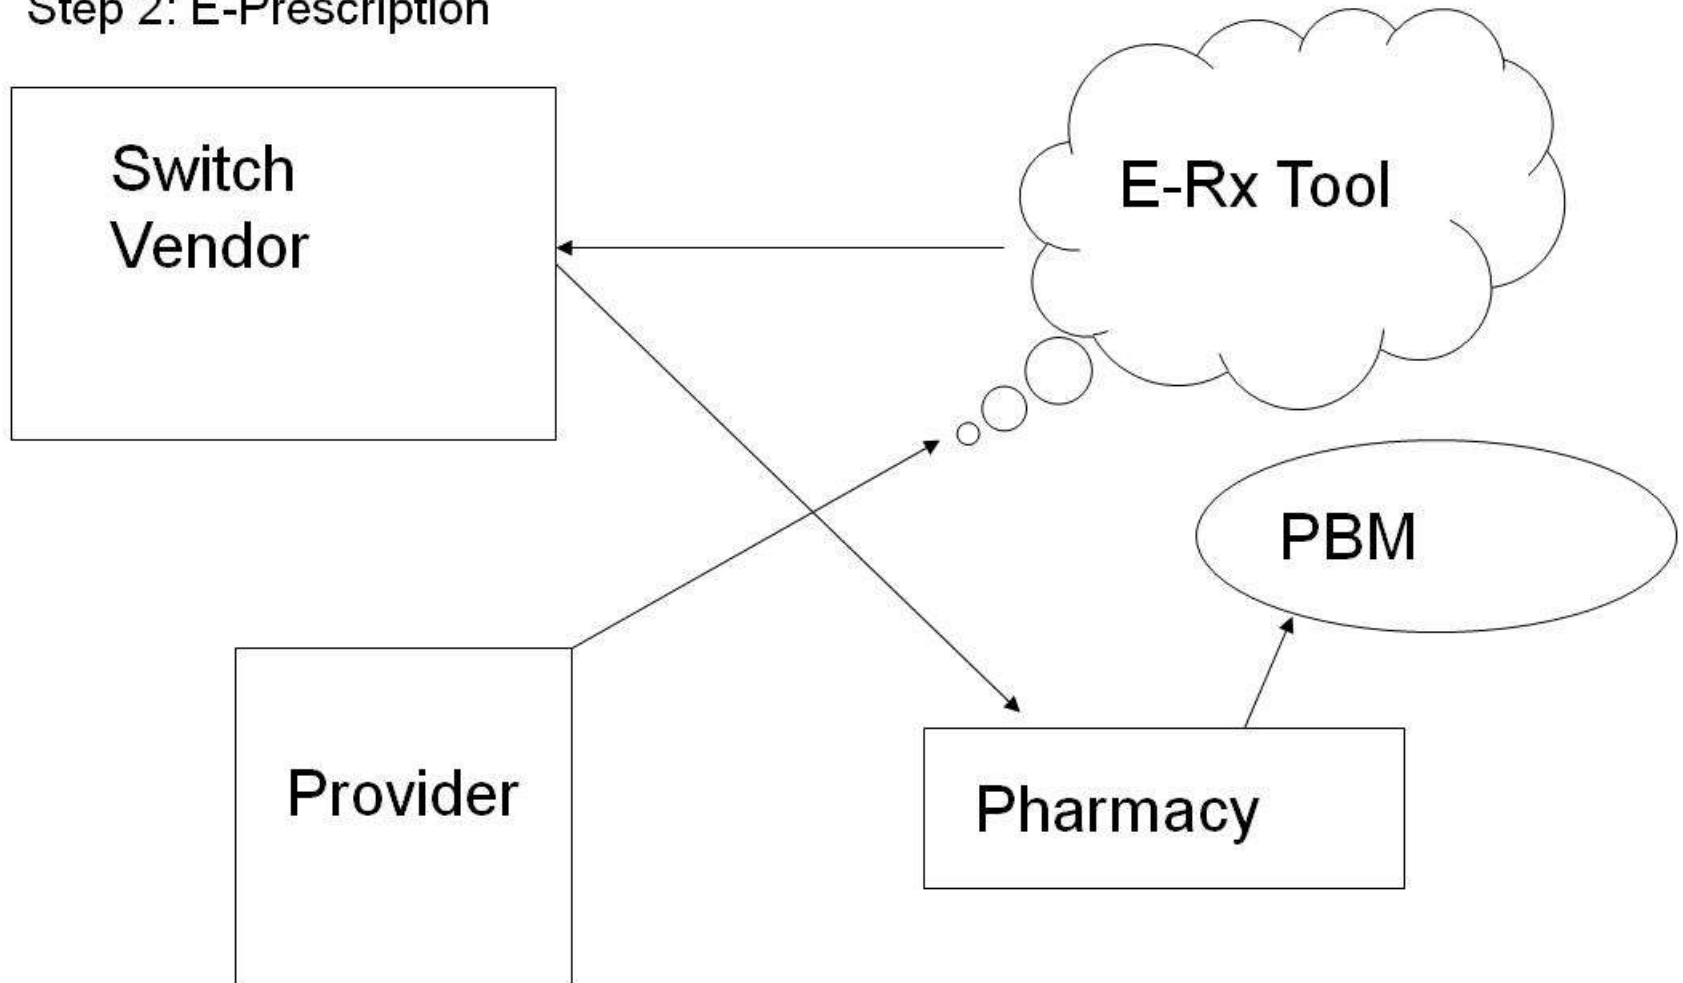 Step 2: E-Prescription
Switch
Vendor
E-Rx Tool
PBM
Provider
Pharmacy